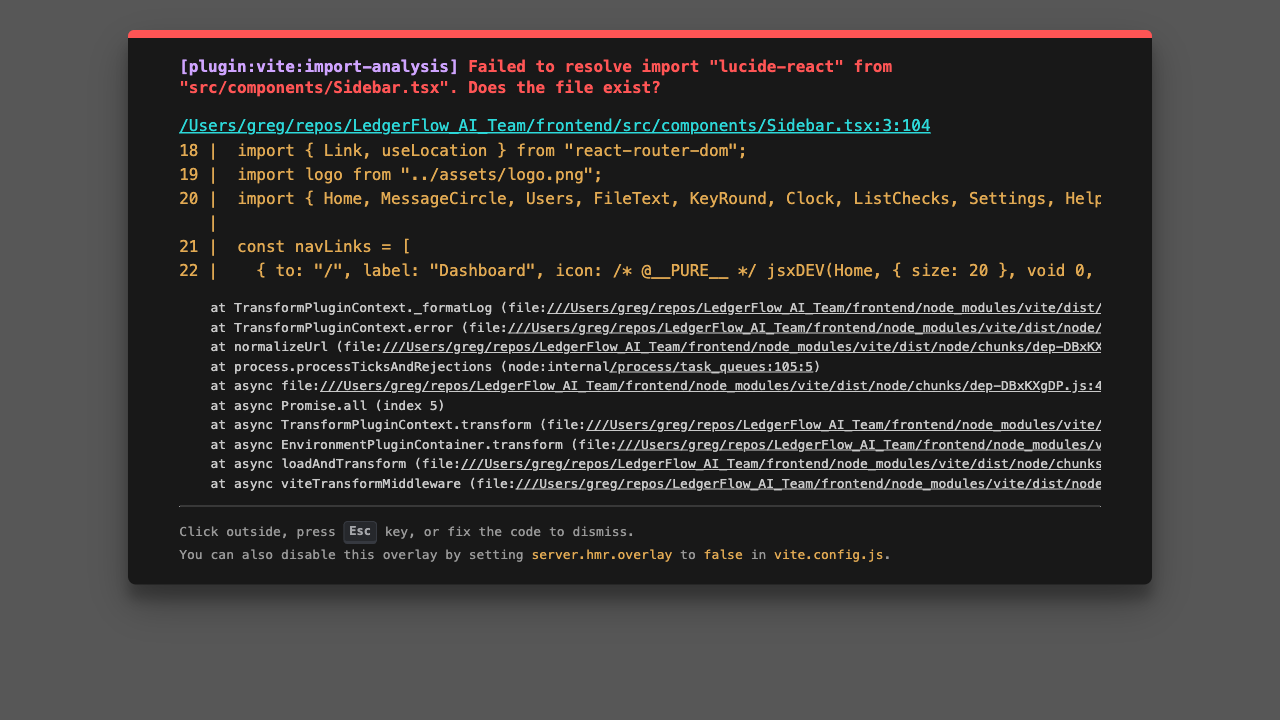 [plugin:vite:import-analysis] Failed to resolve import "lucide-react" from
"src/components/Sidebar.tsx". Does the file exist?
/Users/greg/repos/LedgerFlow_AI_Team/frontend/src/components/Sidebar.tsx:3:104
18 |  import { Link, useLocation } from "react-router-dom";
19 |  import logo from "../assets/logo.png";
20 |  import { Home, MessageCircle, Users, FileText, KeyRound, Clock, ListChecks, Settings, Help
   |
21 |  const navLinks = [
22 |    { to: "/", label: "Dashboard", icon: /* @__PURE__ */ jsxDEV(Home, { size: 20 }, void 0,
    at TransformPluginContext._formatLog (file:///Users/greg/repos/LedgerFlow_AI_Team/frontend/node_modules/vite/dist/
    at TransformPluginContext.error (file:///Users/greg/repos/LedgerFlow_AI_Team/frontend/node_modules/vite/dist/node/
    at normalizeUrl (file:///Users/greg/repos/LedgerFlow_AI_Team/frontend/node_modules/vite/dist/node/chunks/dep-DBxKX
    at process.processTicksAndRejections (node:internal/process/task_queues:105:5)
    at async file:///Users/greg/repos/LedgerFlow_AI_Team/frontend/node_modules/vite/dist/node/chunks/dep-DBxKXgDP.js:4
    at async Promise.all (index 5)
    at async TransformPluginContext.transform (file:///Users/greg/repos/LedgerFlow_AI_Team/frontend/node_modules/vite/
    at async EnvironmentPluginContainer.transform (file:///Users/greg/repos/LedgerFlow_AI_Team/frontend/node_modules/v
    at async loadAndTransform (file:///Users/greg/repos/LedgerFlow_AI_Team/frontend/node_modules/vite/dist/node/chunks
    at async viteTransformMiddleware (file:///Users/greg/repos/LedgerFlow_AI_Team/frontend/node_modules/vite/dist/node
Click outside, press Esc key, or fix the code to dismiss.
You can also disable this overlay by setting server.hmr.overlay to false in vite.config.js.